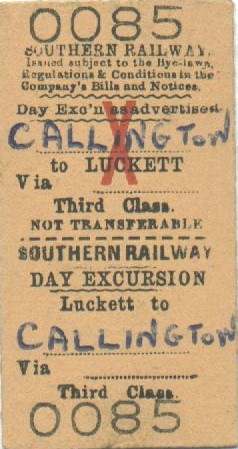 0085
SOUTHERN RAILWAY.
Issued subject to the Bye-laws,
Regulations & Conditions in the
Company's Bills and Notices.
Day Exc'n as advertised
X
CALLINGTON
to LUCKETT
Via
Third Class.
NOT TRANSFERABLE
SOUTHERN RAILWAY
DAY EXCURSION
Luckett to
CALLINGTON
Via
Third Class.
0085